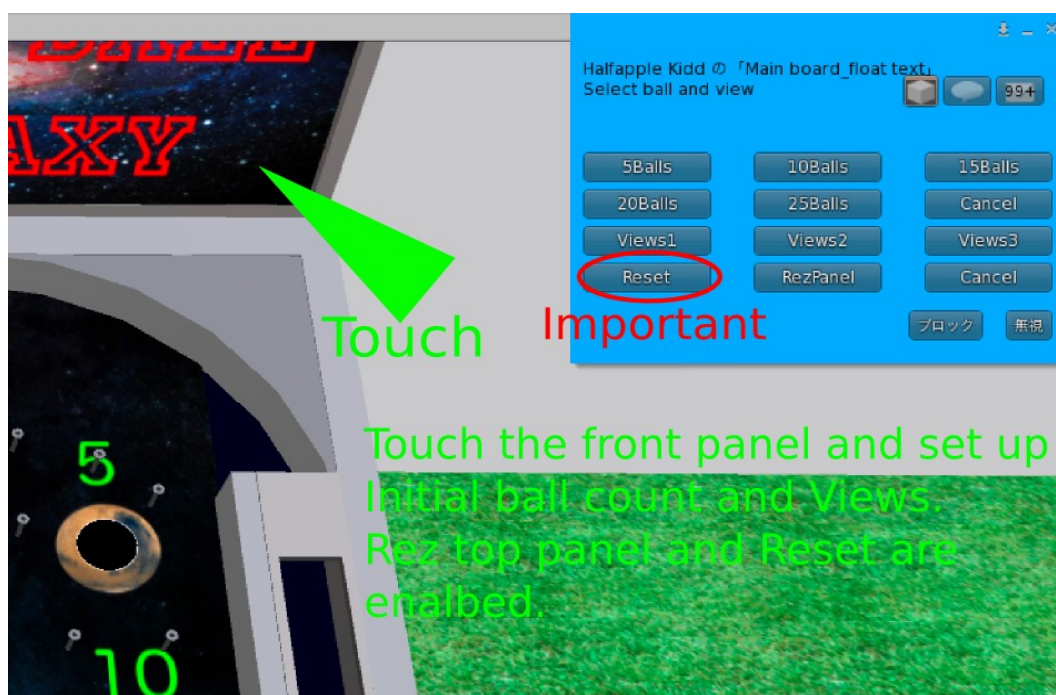 AXY
Halfapple Kidd の「Main board_float text」
Select ball and view
99+
5Balls 10Balls 15Balls
20Balls 25Balls Cancel
Views1 Views2 Views3
Reset RezPanel Cancel
ブロック 無視
Important
Touch
Touch the front panel and set up
Initial ball count and Views.
Rez top panel and Reset are
enalbed.
5
10